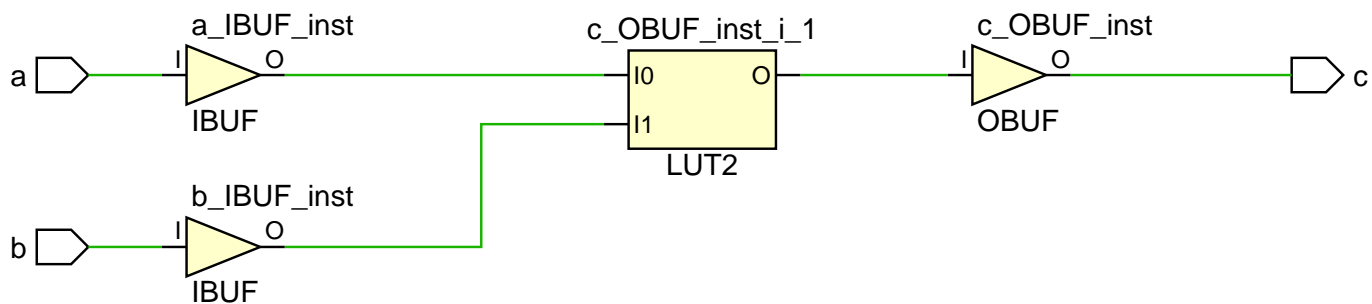 a_IBUF_inst
c_OBUF_inst_i_1
c_OBUF_inst
a
I
O
I0
O
I
O
c
IBUF
I1
OBUF
LUT2
b_IBUF_inst
b
I
O
IBUF